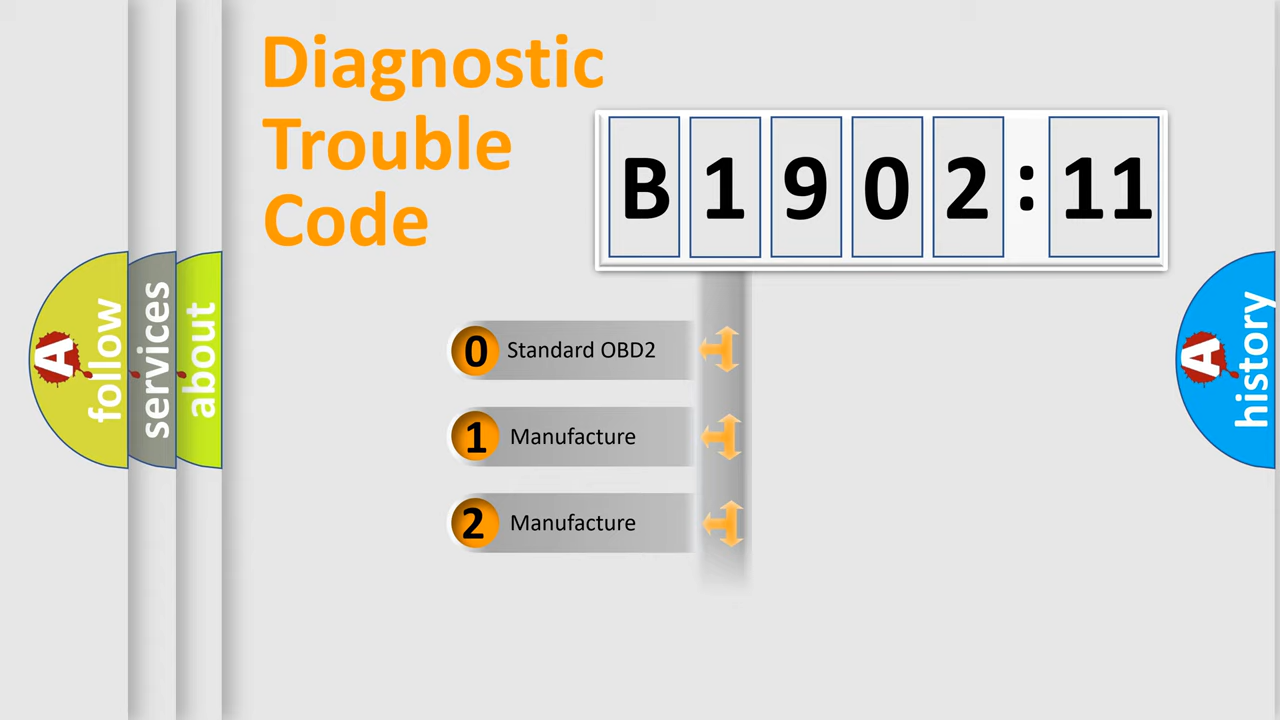 Diagnostic
Trouble
Code
B 1 9 0 2 : 11
0 Standard OBD2
1 Manufacture
2 Manufacture
A follow
services
about
A history